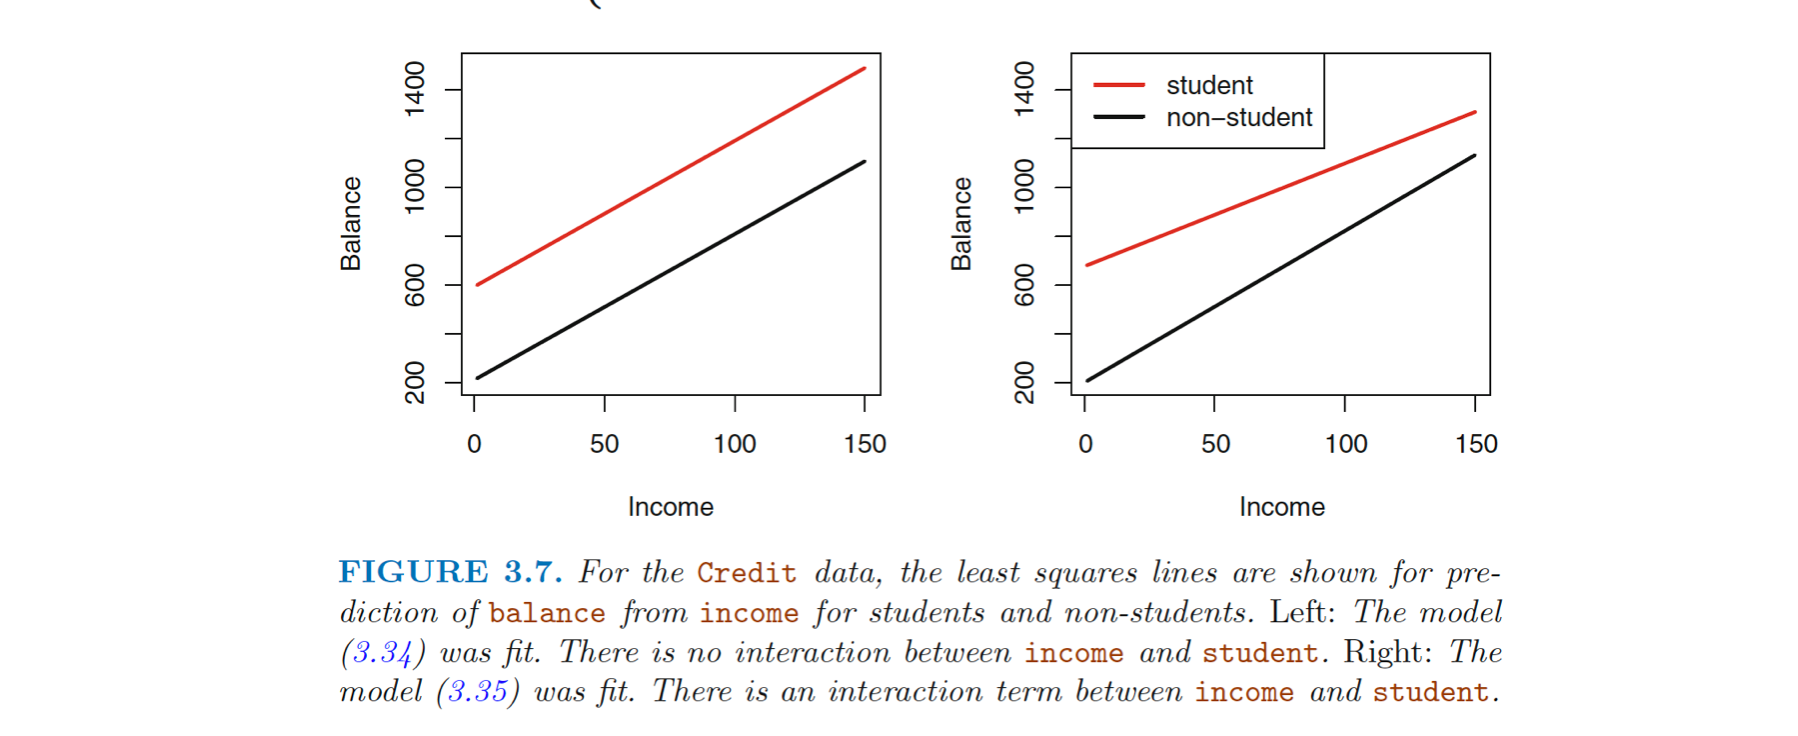 1400
1000
600
200
Balance
0 50 100 150
Income
student
non–student
1400
1000
600
200
Balance
0 50 100 150
Income
FIGURE 3.7. For the Credit data, the least squares lines are shown for pre-
diction of balance from income for students and non-students. Left: The model
(3.34) was fit. There is no interaction between income and student. Right: The
model (3.35) was fit. There is an interaction term between income and student.